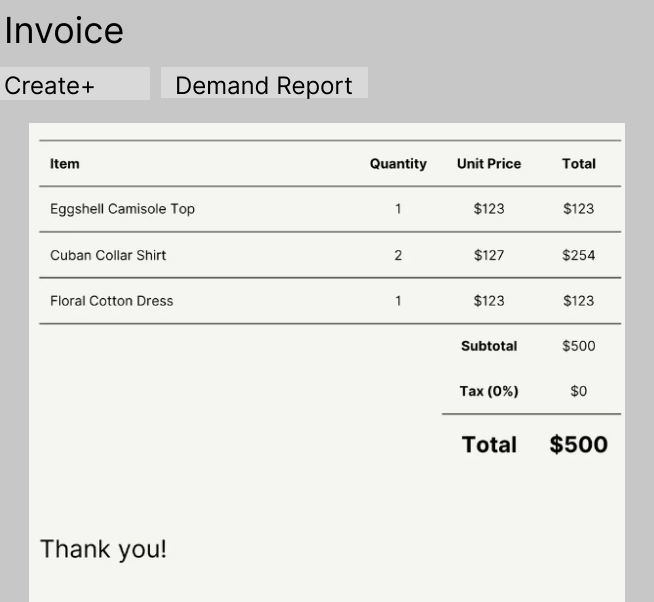 Invoice
Create+ Demand Report
Item Quantity Unit Price Total
Eggshell Camisole Top 1 $123 $123
Cuban Collar Shirt 2 $127 $254
Floral Cotton Dress 1 $123 $123
Subtotal $500
Tax (0%) $0
Total $500
Thank you!